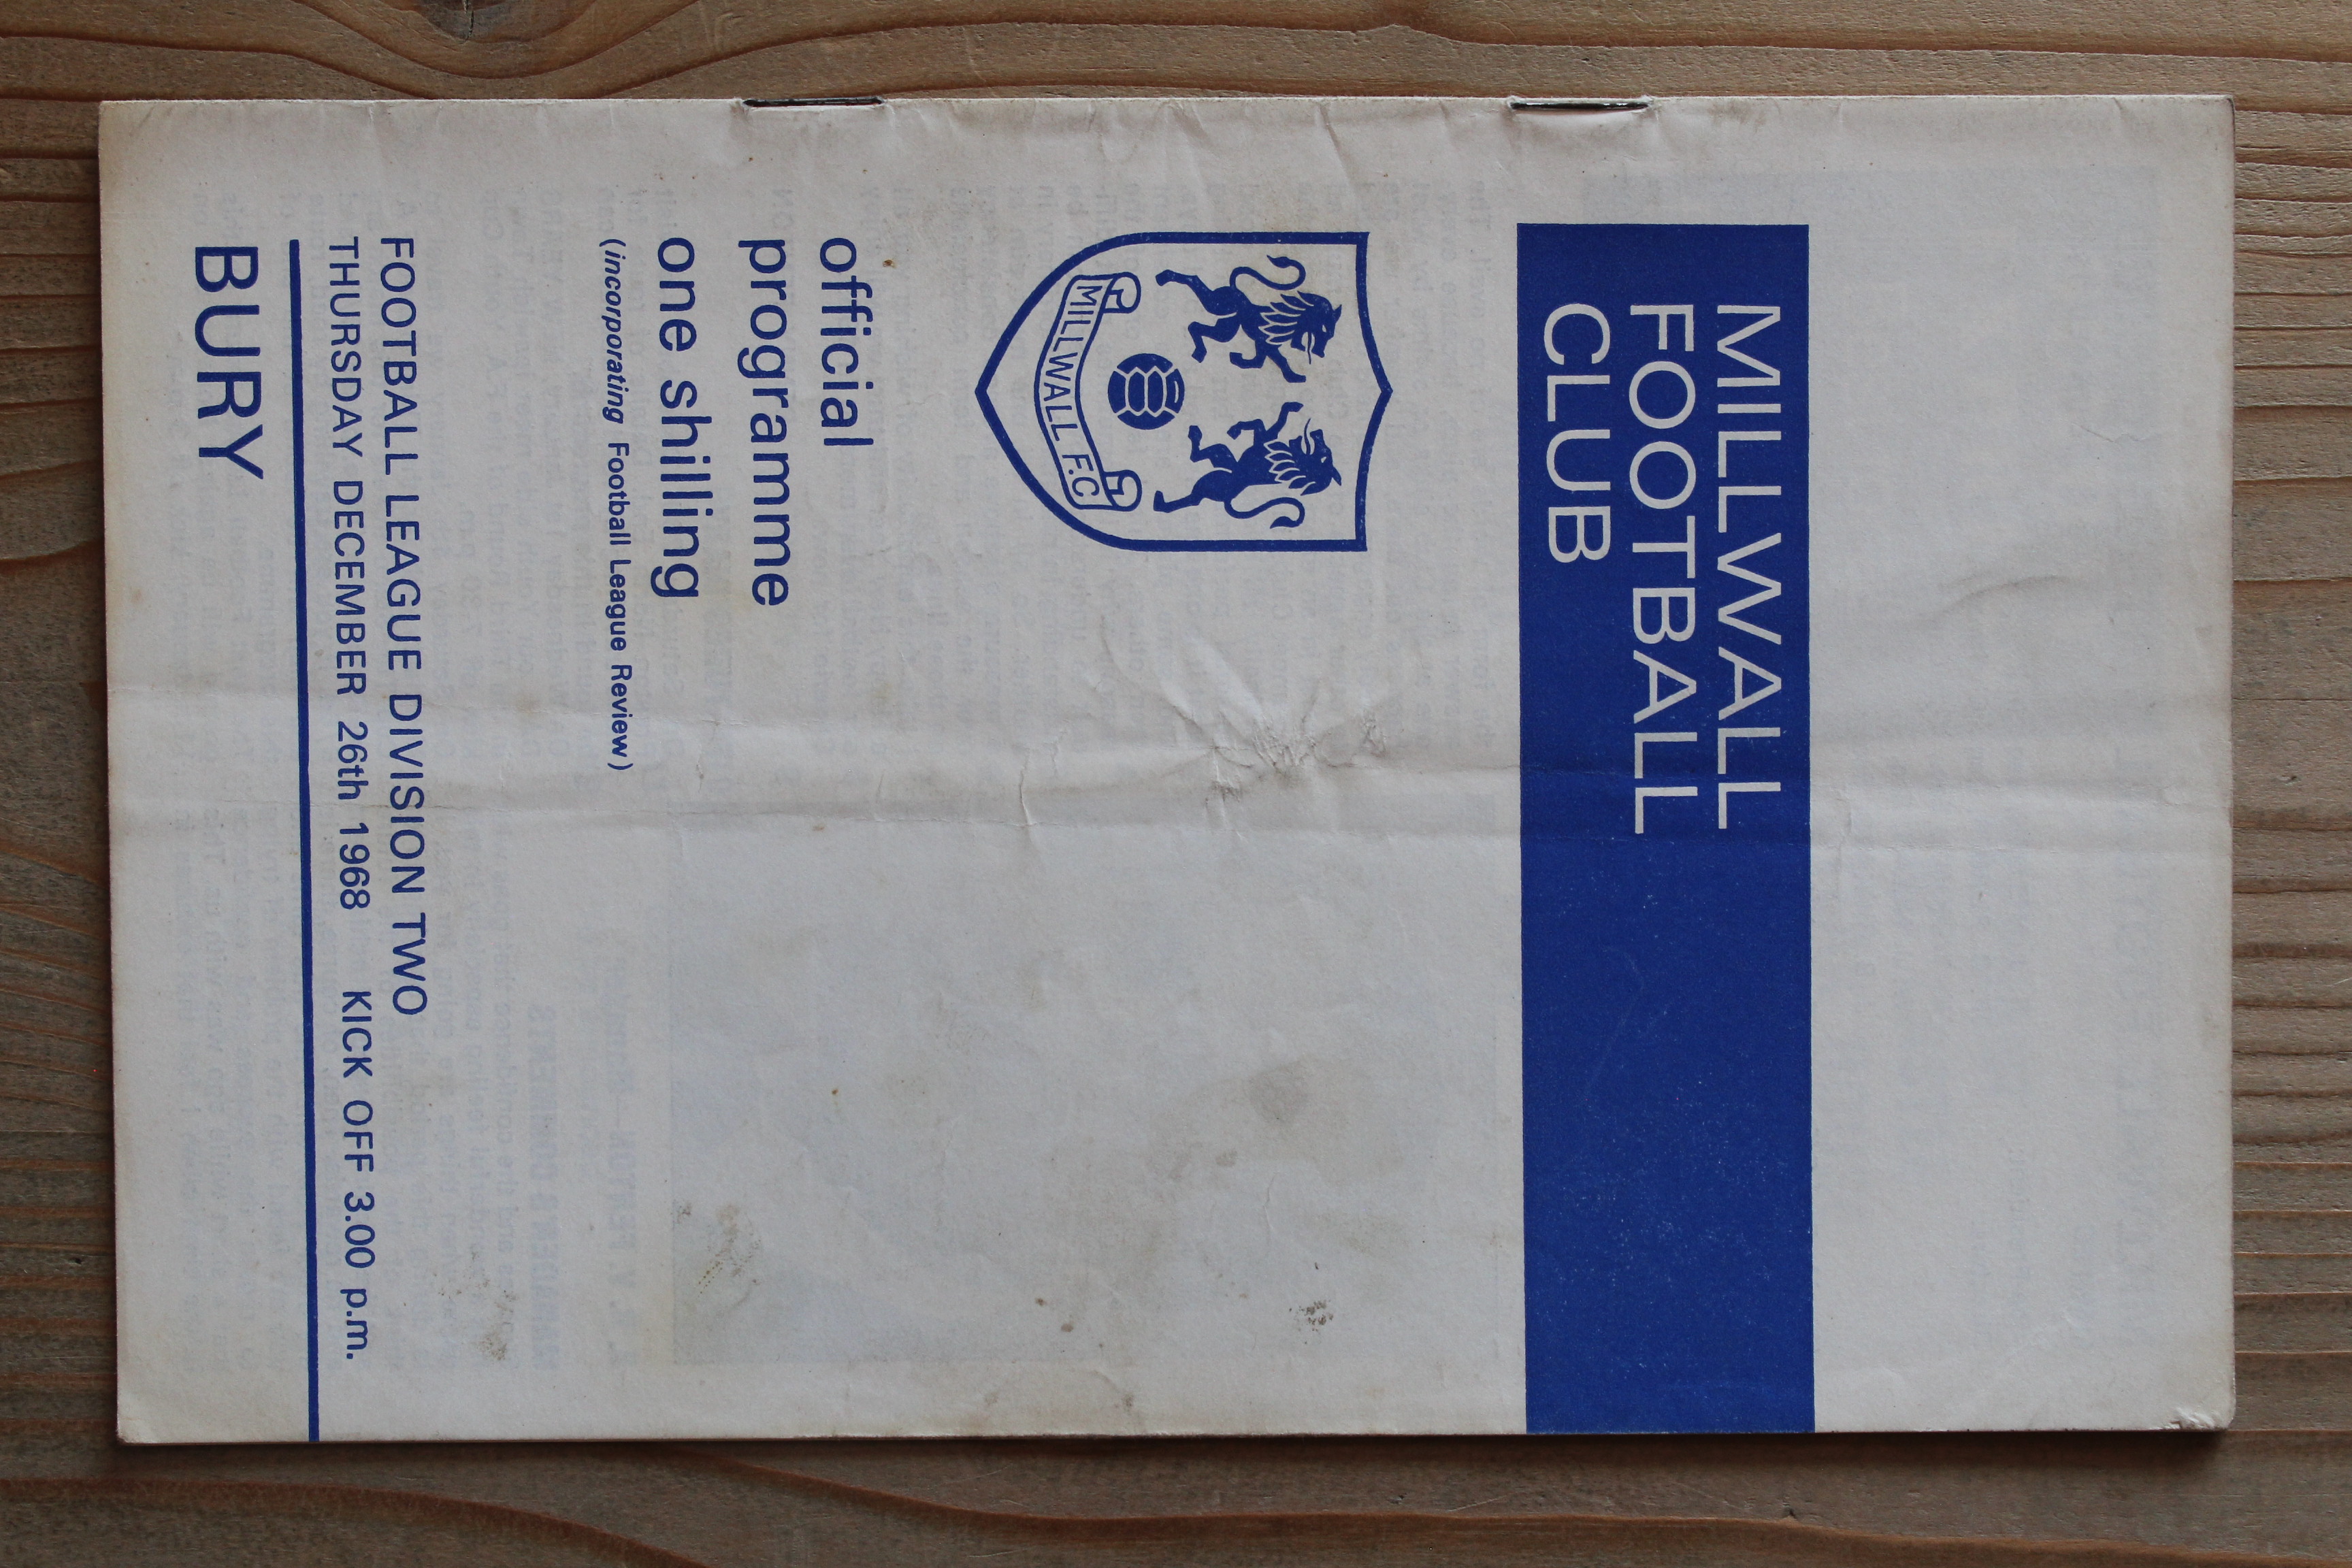 MILLWALL
FOOTBALL
CLUB
MILLWALL F.C
official
programme
one shilling
(incorporating Football League Review)
FOOTBALL LEAGUE DIVISION TWO
THURSDAY DECEMBER 26th 1968 KICK OFF 3.00 p.m.
BURY